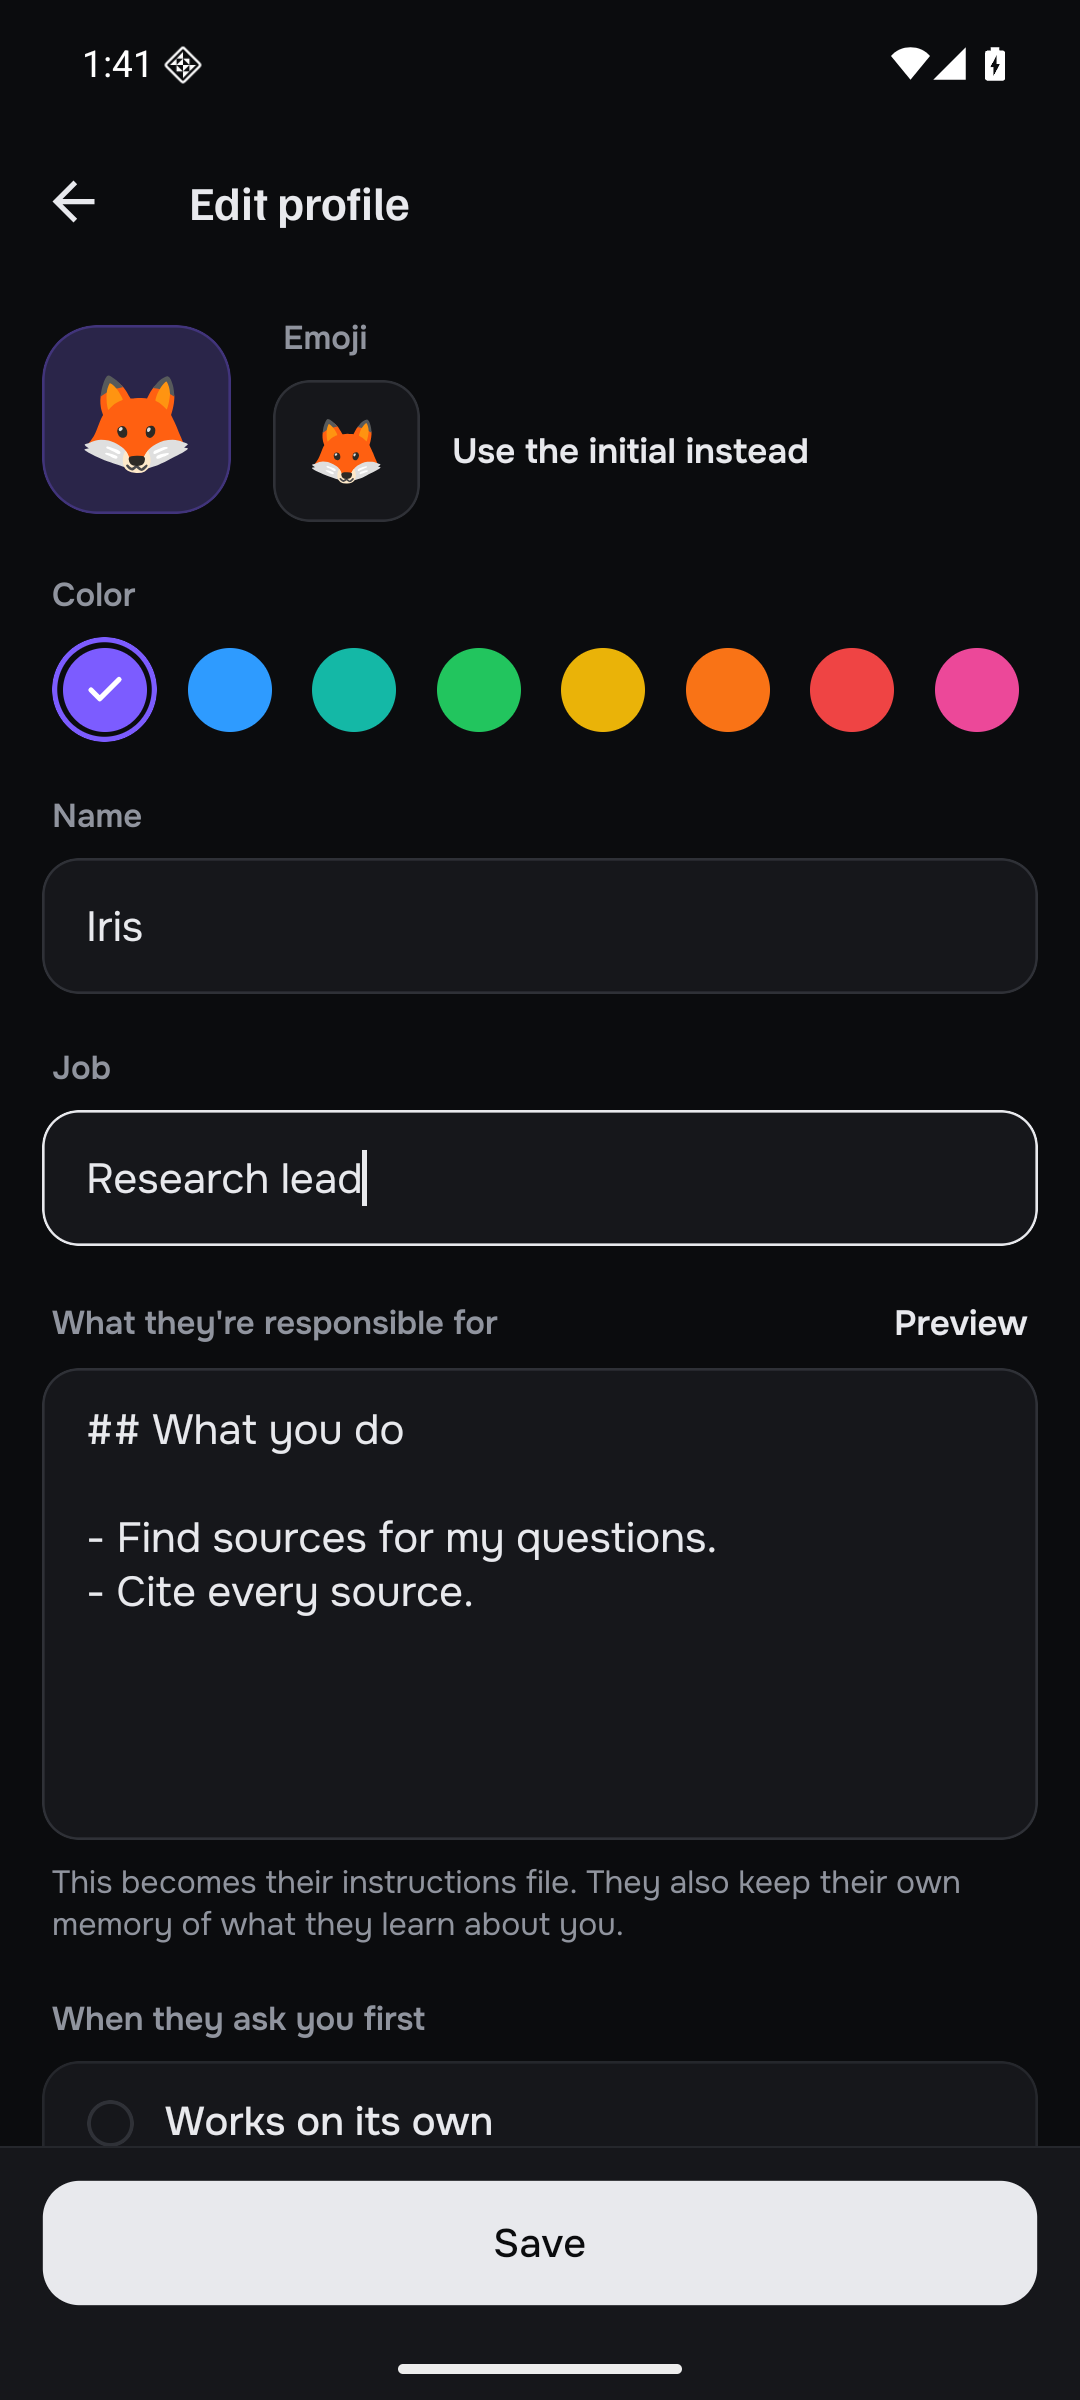 1:41
Edit profile
Emoji
Use the initial instead
Color
Name
Iris
Job
Research lead
What they're responsible for
Preview
## What you do
- Find sources for my questions.
- Cite every source.
This becomes their instructions file. They also keep their own
memory of what they learn about you.
When they ask you first
Works on its own
Save